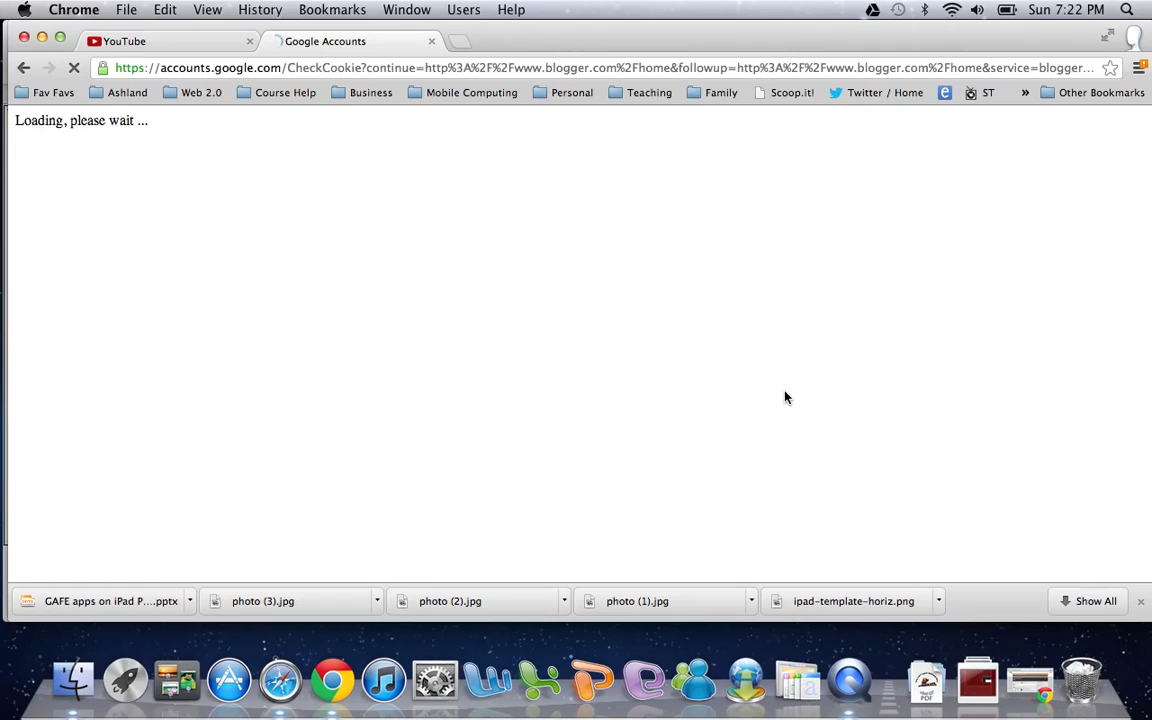 Chrome File Edit View History Bookmarks Window Users Help Sun 7:22 PM
YouTube Google Accounts
https://accounts.google.com/CheckCookie?continue=http%3A%2F%2Fwww.blogger.com%2Fhome&followup=http%3A%2F%2Fwww.blogger.com%2Fhome&service=blogger...
Fav Favs Ashland Web 2.0 Course Help Business Mobile Computing Personal Teaching Family Scoop.it! Twitter / Home e ST » Other Bookmarks
Loading, please wait ...
GAFE apps on iPad P....pptx photo (3).jpg photo (2).jpg photo (1).jpg ipad-template-horiz.png Show All